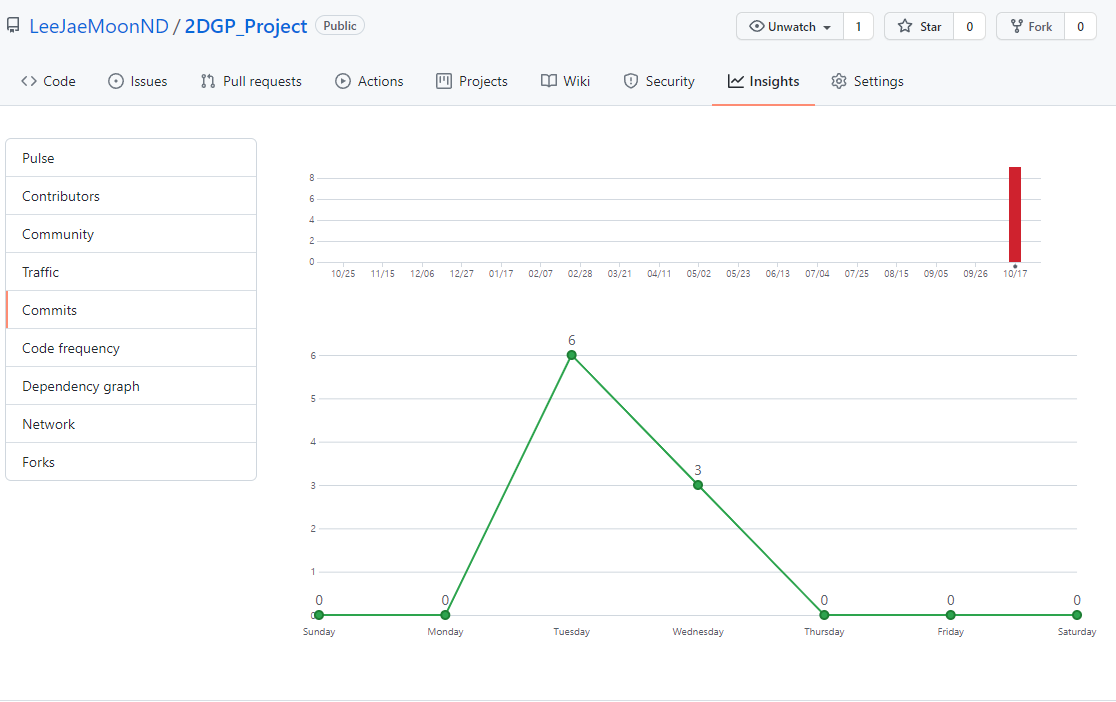 LeeJaeMoonND / 2DGP_Project Public Unwatch 1 Star 0 Fork 0
Code Issues Pull requests Actions Projects Wiki Security Insights Settings
Pulse
Contributors
Community
Traffic
Commits
Code frequency
Dependency graph
Network
Forks
8
6
4
2
0
10/25 11/15 12/06 12/27 01/17 02/07 02/28 03/21 04/11 05/02 05/23 06/13 07/04 07/25 08/15 09/05 09/26 10/17
6
6
5
4
3
3
2
1
0 0 0 0 0
0
Sunday Monday Tuesday Wednesday Thursday Friday Saturday